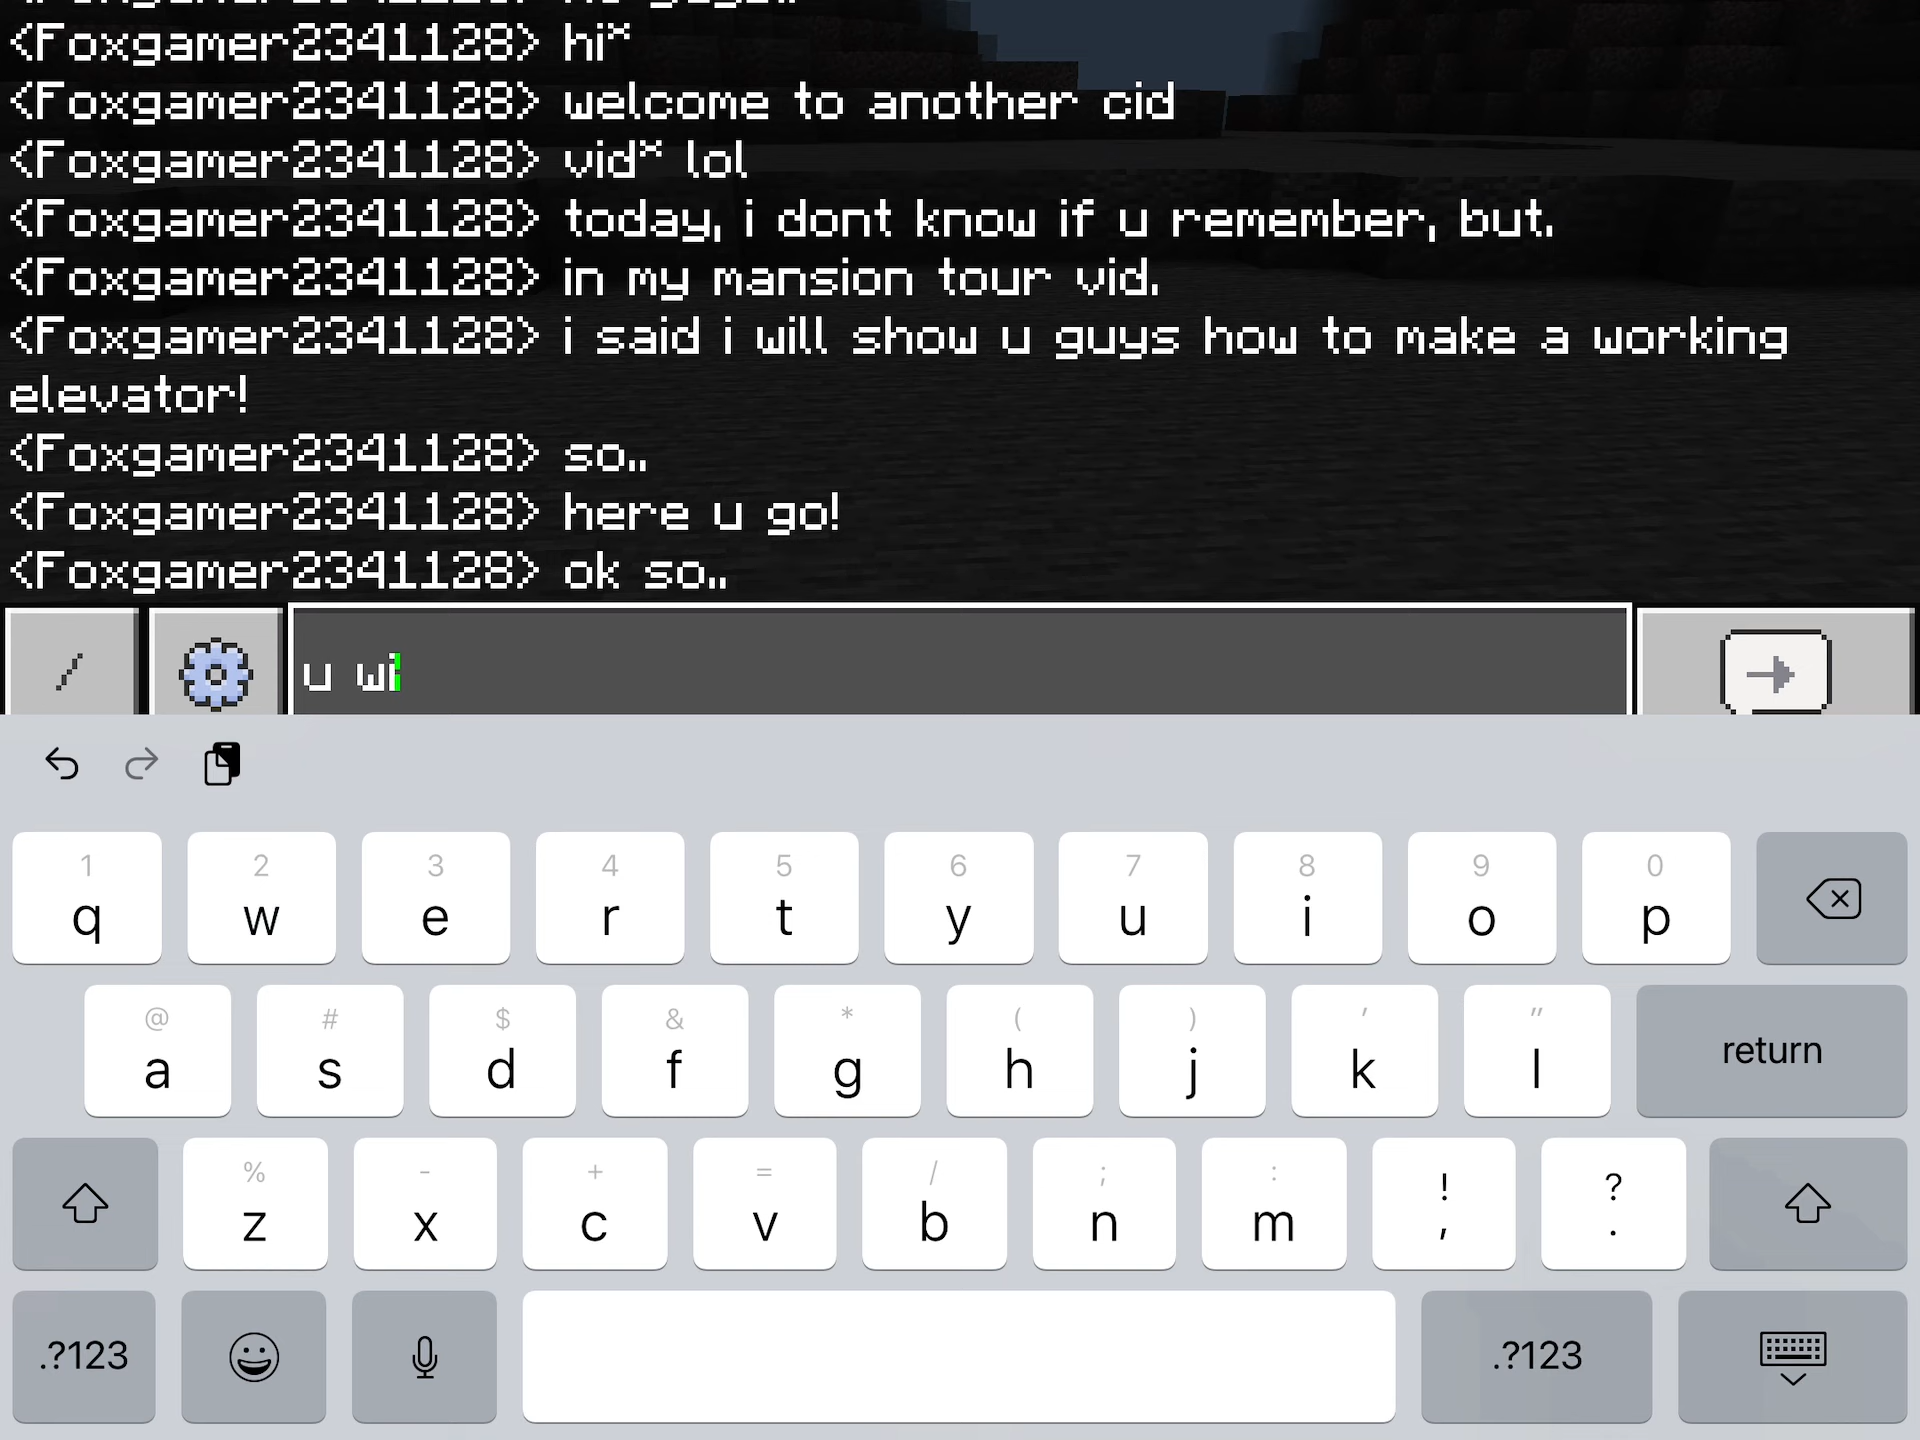 <Foxgamer2341128> hi*
<Foxgamer2341128> welcome to another cid
<Foxgamer2341128> vid* lol
<Foxgamer2341128> today, i dont know if u remember, but.
<Foxgamer2341128> in my mansion tour vid.
<Foxgamer2341128> i said i will show u guys how to make a working
elevator!
<Foxgamer2341128> so..
<Foxgamer2341128> here u go!
<Foxgamer2341128> ok so..
/ u wi
1 2 3 4 5 6 7 8 9 0
q w e r t y u i o p
@ # $ & * ( ) ' "
a s d f g h j k l return
% - + = / ; : ! ?
z x c v b n m , .
.?123 .?123